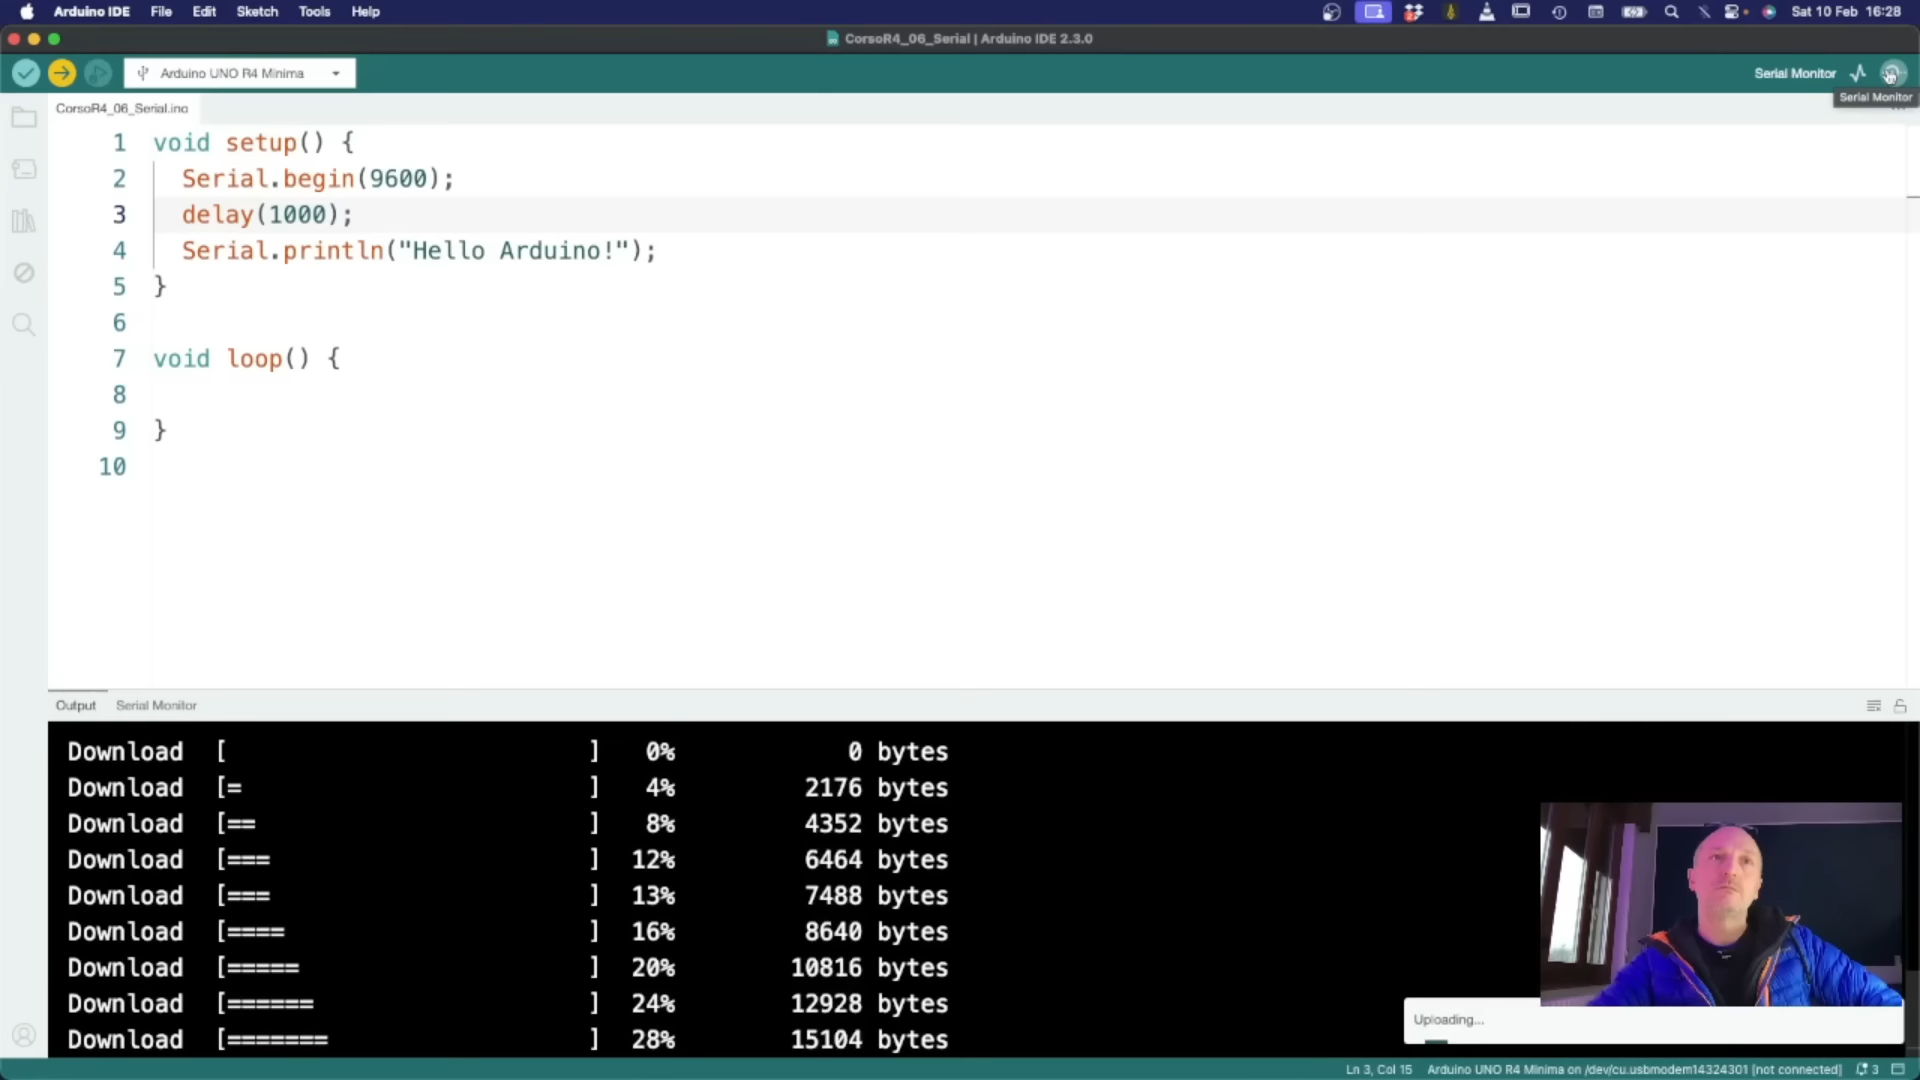 Arduino IDE File Edit Sketch Tools Help Sat 10 Feb 16:28
CorsoR4_06_Serial | Arduino IDE 2.3.0
Arduino UNO R4 Minima Serial Monitor
Serial Monitor
CorsoR4_06_Serial.ino
1 void setup() {
2 Serial.begin(9600);
3 delay(1000);
4 Serial.println("Hello Arduino!");
5 }
6
7 void loop() {
8
9 }
10
Output Serial Monitor
Download [ ] 0% 0 bytes
Download [= ] 4% 2176 bytes
Download [== ] 8% 4352 bytes
Download [=== ] 12% 6464 bytes
Download [=== ] 13% 7488 bytes
Download [==== ] 16% 8640 bytes
Download [===== ] 20% 10816 bytes
Download [====== ] 24% 12928 bytes
Download [======= ] 28% 15104 bytes
Uploading...
Ln 3, Col 15 Arduino UNO R4 Minima on /dev/cu.usbmodem14324301 [not connected] 3